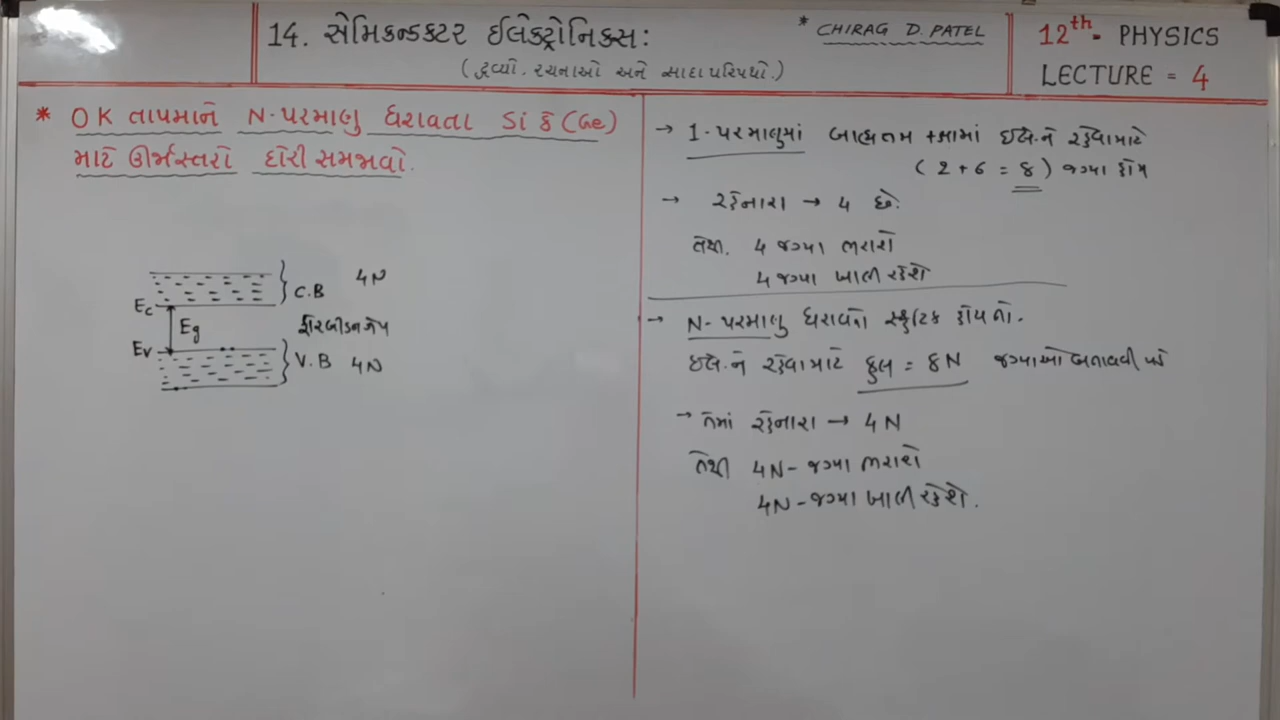 14. સેમિકન્ડકટર ઈલેક્ટ્રોનિક્સ:
(દ્રવ્યો, રચનાઓ અને સાદા પરિપથો.)
* CHIRAG D. PATEL
12th - PHYSICS
LECTURE = 4
* 0 K તાપમાને N-પરમાણુ ધરાવતા Si કે (Ge)
માટે ઊર્જાસ્તરો દોરી સમજાવો.
C.B 4N
Ec
Eg
Ev
V.B 4N
→ 1-પરમાણુમાં બાહ્યતમ કક્ષામાં ઇલે.ને રહેવા માટે
(2+6 = 8) જગ્યા હોય
→ રહેનારા → 4 છે.
તેથી. 4 જગ્યા ભરાશે
4 જગ્યા ખાલી રહેશે
→ N-પરમાણુ ધરાવતો સ્ફટિક હોય તો.
ઇલે.ને રહેવા માટે કુલ = 8N જગ્યાઓ
→ તેમાં રહેનારા → 4N
તેથી 4N-જગ્યા ભરાશે
4N-જગ્યા ખાલી રહેશે.